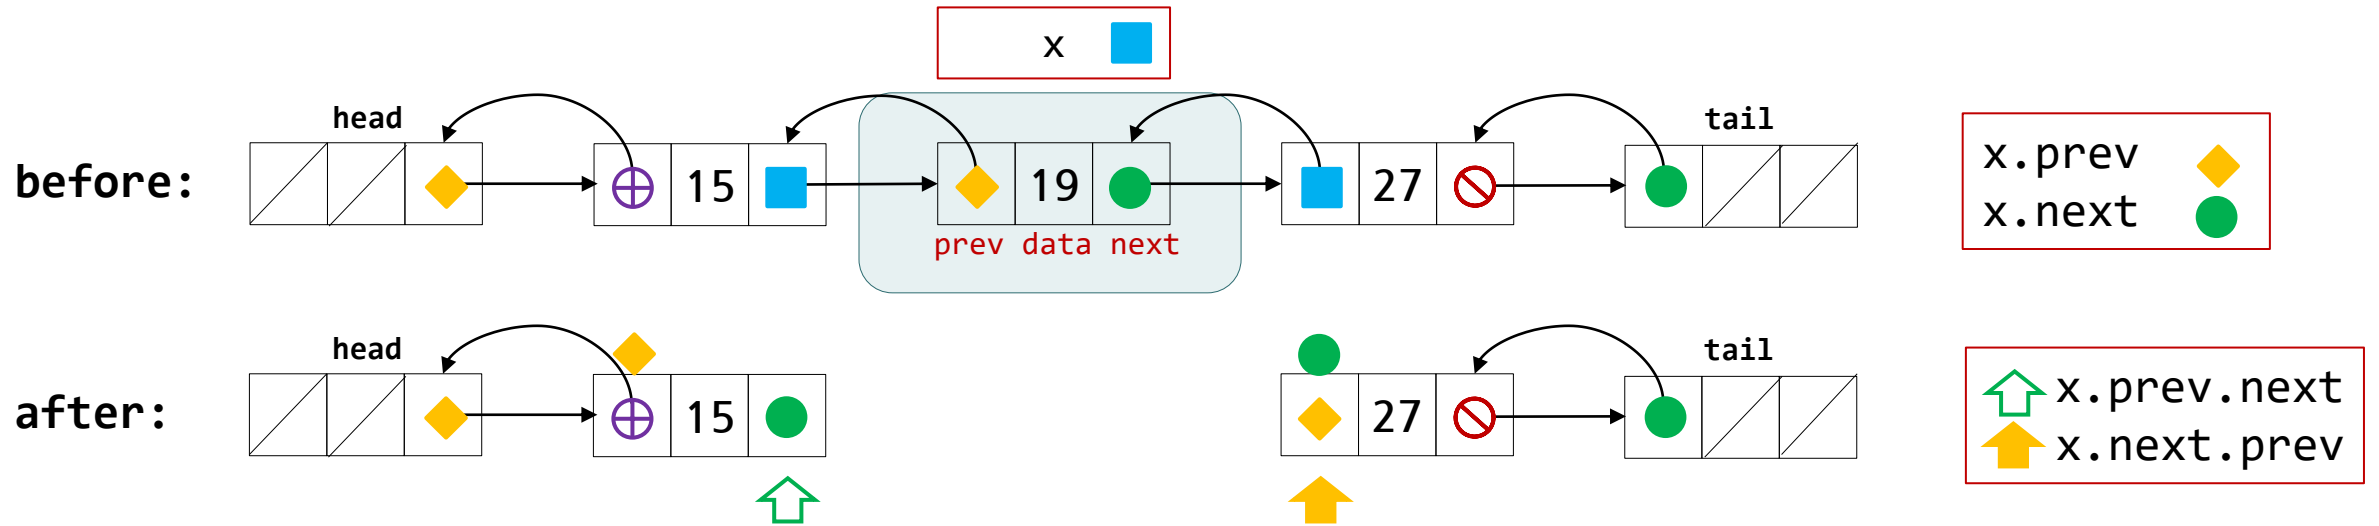 x
head
tail
before:
15
19
27
prev data next
x.prev
x.next
head
tail
after:
15
27
x.prev.next
x.next.prev